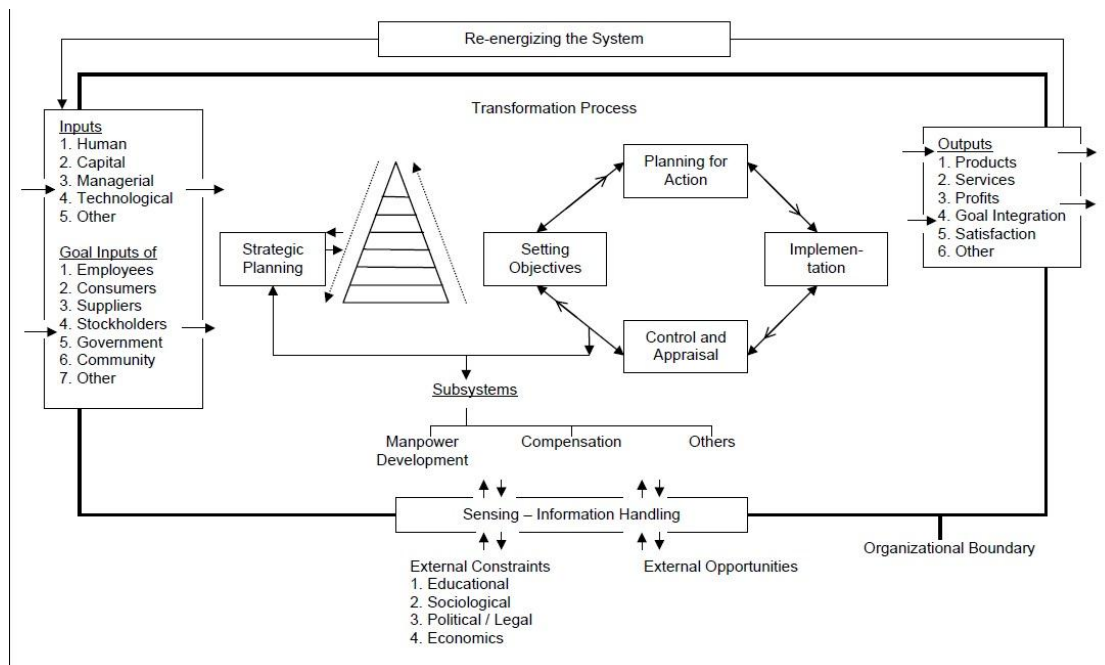 Re-energizing the System
Transformation Process
Inputs
1. Human
2. Capital
3. Managerial
4. Technological
5. Other
Goal Inputs of
1. Employees
2. Consumers
3. Suppliers
4. Stockholders
5. Government
6. Community
7. Other
Strategic
Planning
Planning for
Action
Setting
Objectives
Implemen-
tation
Control and
Appraisal
Outputs
1. Products
2. Services
3. Profits
4. Goal Integration
5. Satisfaction
6. Other
Subsystems
Manpower
Development
Compensation
Others
Sensing – Information Handling
Organizational Boundary
External Constraints
1. Educational
2. Sociological
3. Political / Legal
4. Economics
External Opportunities